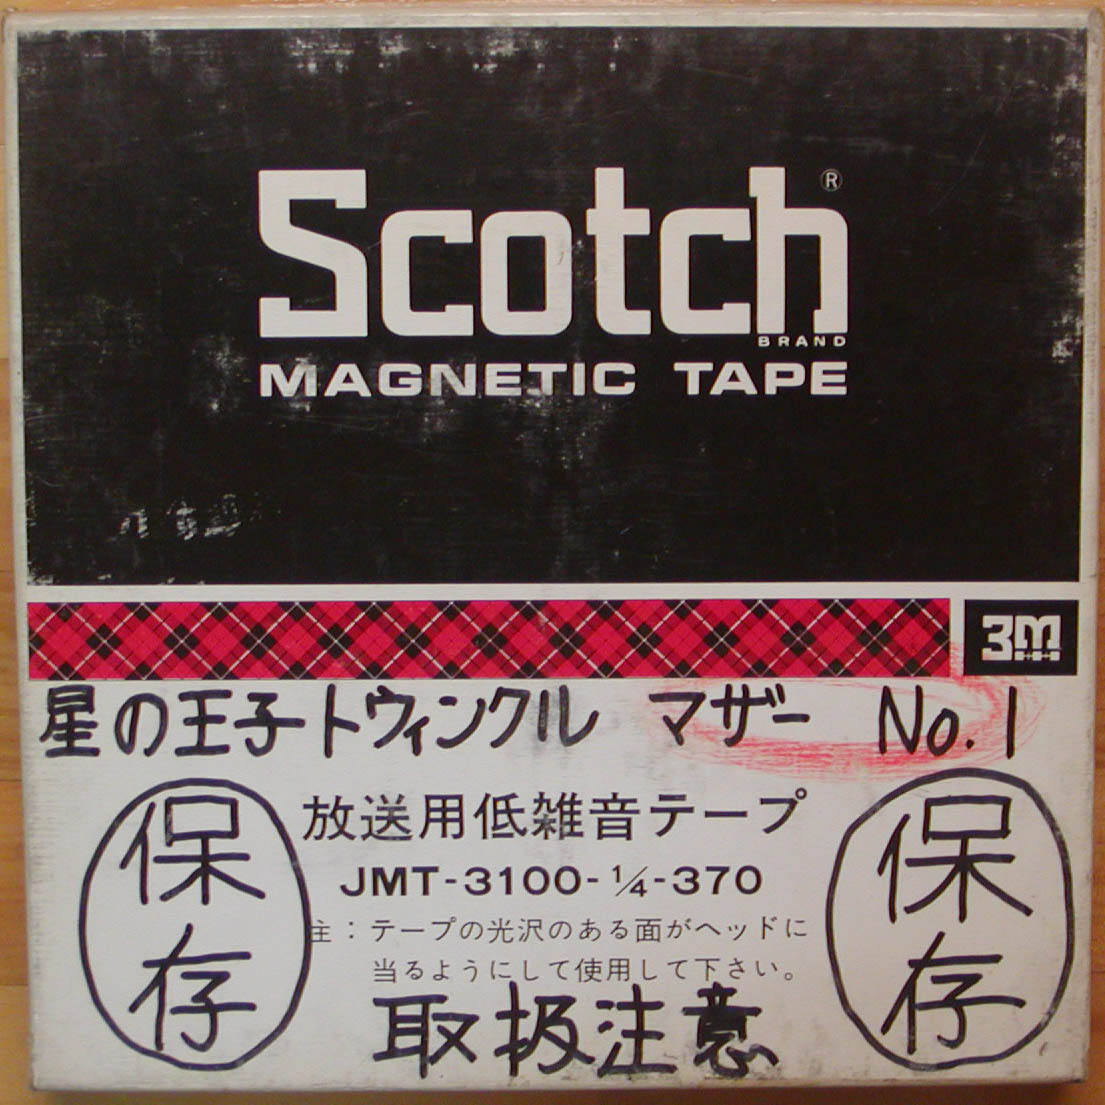 Scotch®
BRAND
MAGNETIC TAPE
3M
星の王子トウィンクル マザー No.1
放送用低雑音テープ
JMT-3100-¼-370
注：テープの光沢のある面がヘッドに
当るようにして使用して下さい。
保存
保存
取扱注意